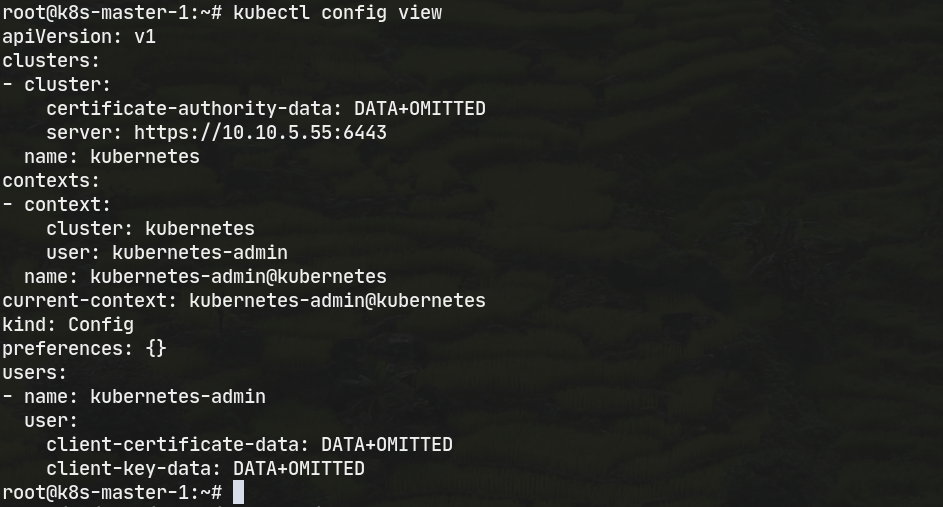 root@k8s-master-1:~# kubectl config view
apiVersion: v1
clusters:
- cluster:
    certificate-authority-data: DATA+OMITTED
    server: https://10.10.5.55:6443
  name: kubernetes
contexts:
- context:
    cluster: kubernetes
    user: kubernetes-admin
  name: kubernetes-admin@kubernetes
current-context: kubernetes-admin@kubernetes
kind: Config
preferences: {}
users:
- name: kubernetes-admin
  user:
    client-certificate-data: DATA+OMITTED
    client-key-data: DATA+OMITTED
root@k8s-master-1:~#